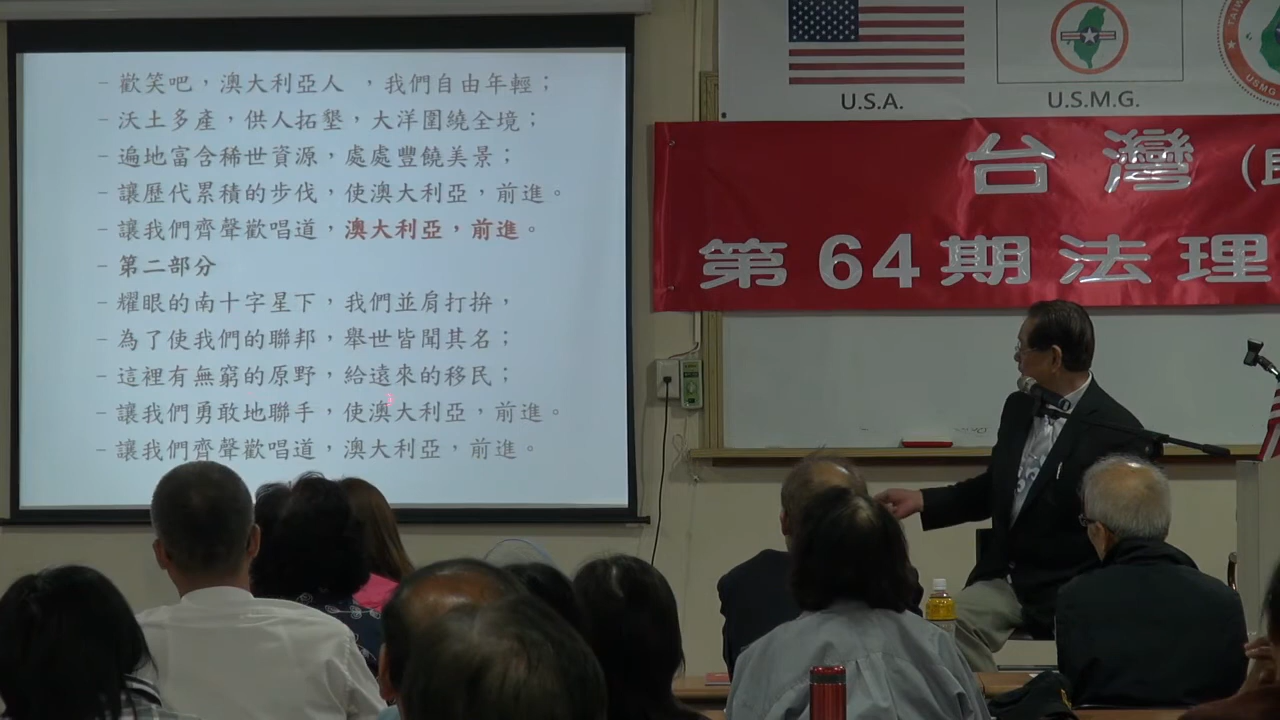 – 歡笑吧，澳大利亞人 ，我們自由年輕；
– 沃土多產，供人拓墾，大洋圍繞全境；
– 遍地富含稀世資源，處處豐饒美景；
– 讓歷代累積的步伐，使澳大利亞，前進。
– 讓我們齊聲歡唱道，澳大利亞，前進。
– 第二部分
– 耀眼的南十字星下，我們並肩打拚，
– 為了使我們的聯邦，舉世皆聞其名；
– 這裡有無窮的原野，給遠來的移民；
– 讓我們勇敢地聯手，使澳大利亞，前進。
– 讓我們齊聲歡唱道，澳大利亞，前進。
U.S.A.
U.S.M.G.
台灣(
第64期法理